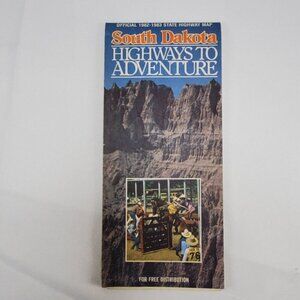 OFFICIAL 1982-1983 STATE HIGHWAY MAP
South Dakota
HIGHWAYS TO
ADVENTURE
76
FOR FREE DISTRIBUTION